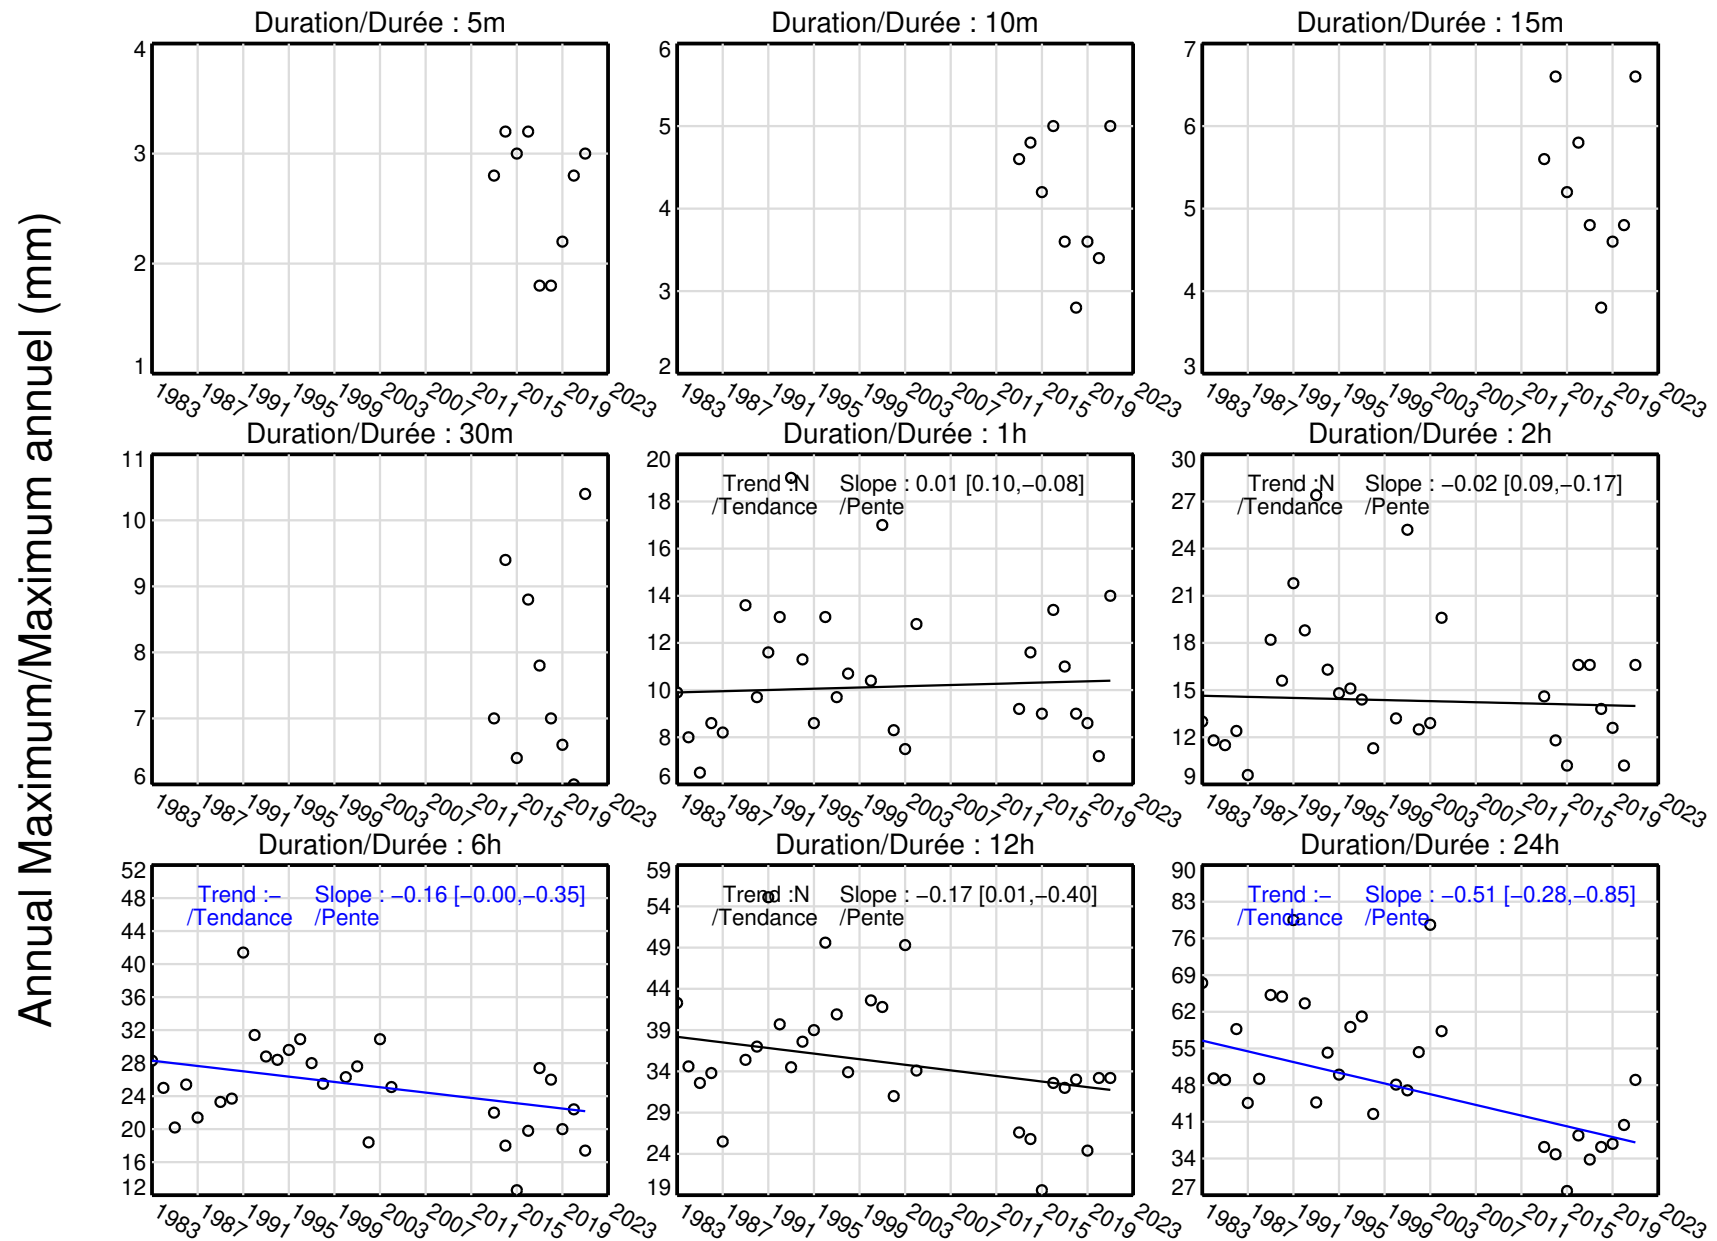 Annual Maximum/Maximum annuel (mm)
Duration/Durée : 5m
4
3
2
1
1983 1987 1991 1995 1999 2003 2007 2011 2015 2019 2023
Duration/Durée : 10m
6
5
4
3
2
1983 1987 1991 1995 1999 2003 2007 2011 2015 2019 2023
Duration/Durée : 15m
7
6
5
4
3
1983 1987 1991 1995 1999 2003 2007 2011 2015 2019 2023
Duration/Durée : 30m
11
10
9
8
7
6
1983 1987 1991 1995 1999 2003 2007 2011 2015 2019 2023
Duration/Durée : 1h
Trend :N Slope : 0.01 [0.10,−0.08]
/Tendance /Pente
20
18
16
14
12
10
8
6
1983 1987 1991 1995 1999 2003 2007 2011 2015 2019 2023
Duration/Durée : 2h
Trend :N Slope : −0.02 [0.09,−0.17]
/Tendance /Pente
30
27
24
21
18
15
12
9
1983 1987 1991 1995 1999 2003 2007 2011 2015 2019 2023
Duration/Durée : 6h
Trend :− Slope : −0.16 [−0.00,−0.35]
/Tendance /Pente
52
48
44
40
36
32
28
24
20
16
12
1983 1987 1991 1995 1999 2003 2007 2011 2015 2019 2023
Duration/Durée : 12h
Trend :N Slope : −0.17 [0.01,−0.40]
/Tendance /Pente
59
54
49
44
39
34
29
24
19
1983 1987 1991 1995 1999 2003 2007 2011 2015 2019 2023
Duration/Durée : 24h
Trend :− Slope : −0.51 [−0.28,−0.85]
/Tendance /Pente
90
83
76
69
62
55
48
41
34
27
1983 1987 1991 1995 1999 2003 2007 2011 2015 2019 2023